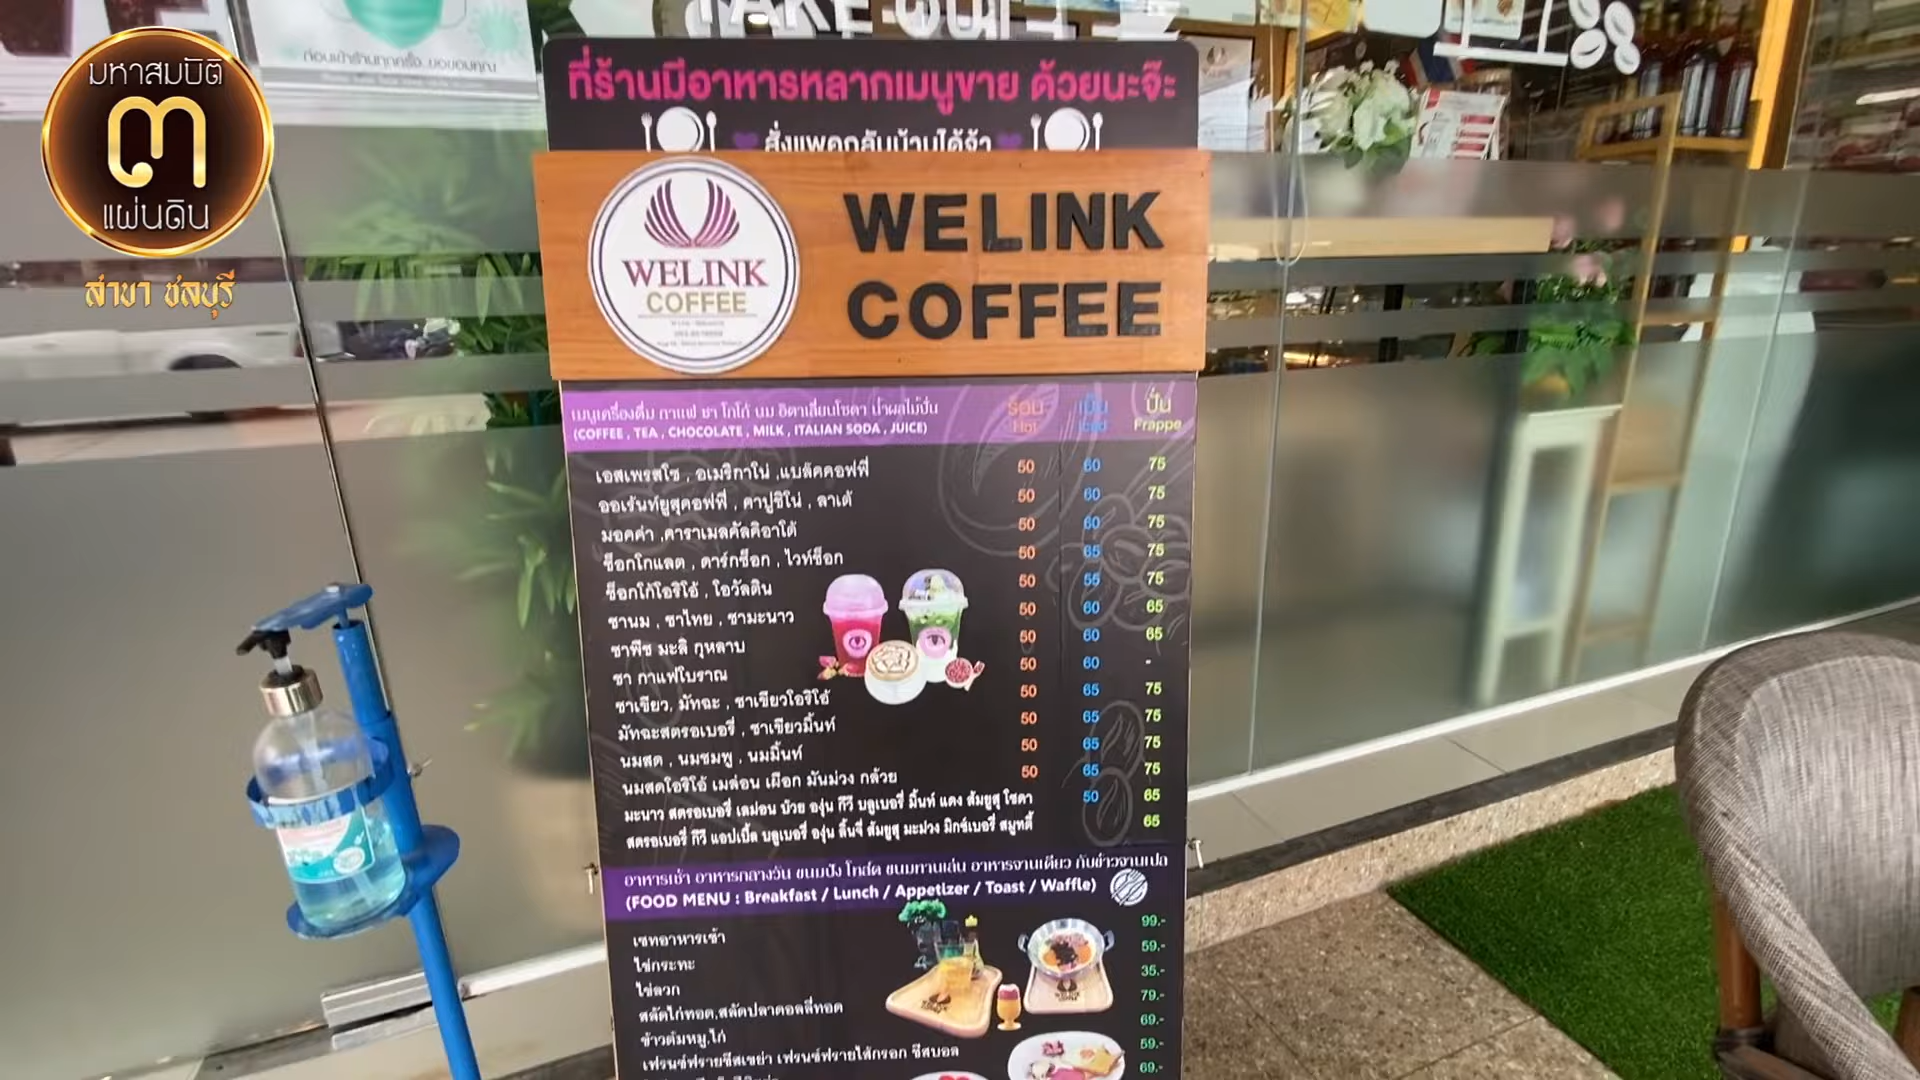 มหาสมบัติ
๓
แผ่นดิน
สาขา ชลบุรี
ก่อนเข้าร้านทุกครั้ง..ขอขอบคุณ
TAKE
ที่ร้านมีอาหารหลากเมนูขาย ด้วยนะจ๊ะ
สั่งแพคกลับบ้านได้จ้า
WELINK
COFFEE
WELINK
COFFEE
เมนูเครื่องดื่ม กาแฟ ชา โกโก้ นม อิตาเลี่ยนโซดา น้ำผลไม้ปั่น ร้อน เย็น ปั่น
(COFFEE , TEA , CHOCOLATE , MILK , ITALIAN SODA , JUICE) Hot Iced Frappe
เอสเพรสโซ , อเมริกาโน่ ,แบล๊คคอฟฟี่ 50 60 75
ออเร้นท์ยูสุคอฟฟี่ , คาปูชิโน่ , ลาเต้ 50 60 75
มอคค่า ,คาราเมลคัลคิอาโต้ 50 60 75
ช็อกโกแลต , ดาร์กช็อก , ไวท์ช็อก 50 65 75
ช็อกโก้โอริโอ้ , โอวัลติน 50 55 75
ชานม , ชาไทย , ชามะนาว 50 60 65
ชาพีช มะลิ กุหลาบ 50 60 65
ชา กาแฟโบราณ 50 60 -
ชาเขียว, มัทฉะ , ชาเขียวโอริโอ้ 50 65 75
มัทฉะสตรอเบอรี่ , ชาเขียวมิ้นท์ 50 65 75
นมสด , นมชมพู , นมมิ้นท์ 50 65 75
นมสดโอริโอ้ เมล่อน เผือก มันม่วง กล้วย 50 65 75
มะนาว สตรอเบอรี่ เลม่อน บ๊วย องุ่น กีวี บลูเบอรี่ มิ้นท์ แดง ส้มยูสุ โซดา 50 65
สตรอเบอรี่ กีวี แอปเปิ้ล บลูเบอรี่ องุ่น ลิ้นจี่ ส้มยูสุ มะม่วง มิกซ์เบอรี่ สมูทตี้ 65
อาหารเช้า อาหารกลางวัน ขนมปัง โทส์ต ขนมทานเล่น อาหารจานเดียว กับข้าวจานเปล
(FOOD MENU : Breakfast / Lunch / Appetizer / Toast / Waffle)
เซทอาหารเช้า 99.-
ไข่กระทะ 59.-
ไข่ลวก 35.-
สลัดไก่ทอด,สลัดปลาดอลลี่ทอด 79.-
ข้าวต้มหมู,ไก่ 69.-
เฟรนซ์ฟรายชีสเขย่า เฟรนซ์ฟรายไส้กรอก ชีสบอล 59.-
69.-